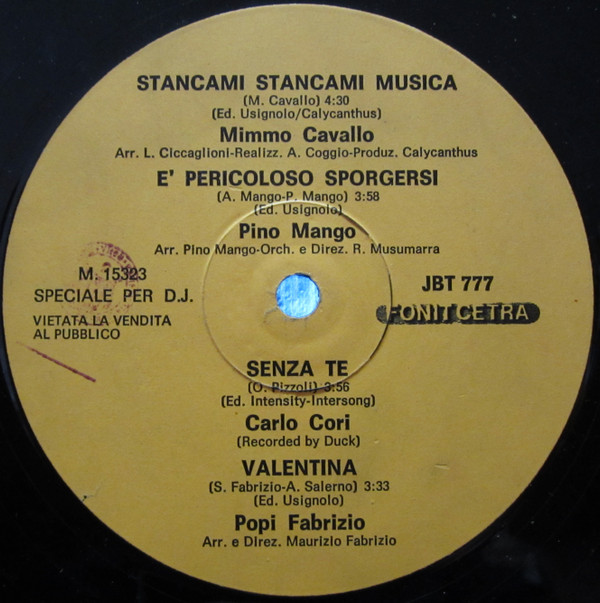 STANCAMI STANCAMI MUSICA
(M. Cavallo) 4:30
(Ed. Usignolo/Calycanthus)
Mimmo Cavallo
Arr. L. Ciccaglioni-Realizz. A. Coggio-Produz. Calycanthus
E' PERICOLOSO SPORGERSI
(A. Mango-P. Mango) 3:58
(Ed. Usignolo)
Pino Mango
Arr. Pino Mango-Orch. e Direz. R. Musumarra
M. 15323
SPECIALE PER D.J.
VIETATA LA VENDITA
AL PUBBLICO
JBT 777
FONIT CETRA
SENZA TE
(O. Pizzoli) 3:56
(Ed. Intensity-Intersong)
Carlo Cori
(Recorded by Duck)
VALENTINA
(S. Fabrizio-A. Salerno) 3:33
(Ed. Usignolo)
Popi Fabrizio
Arr. e Direz. Maurizio Fabrizio